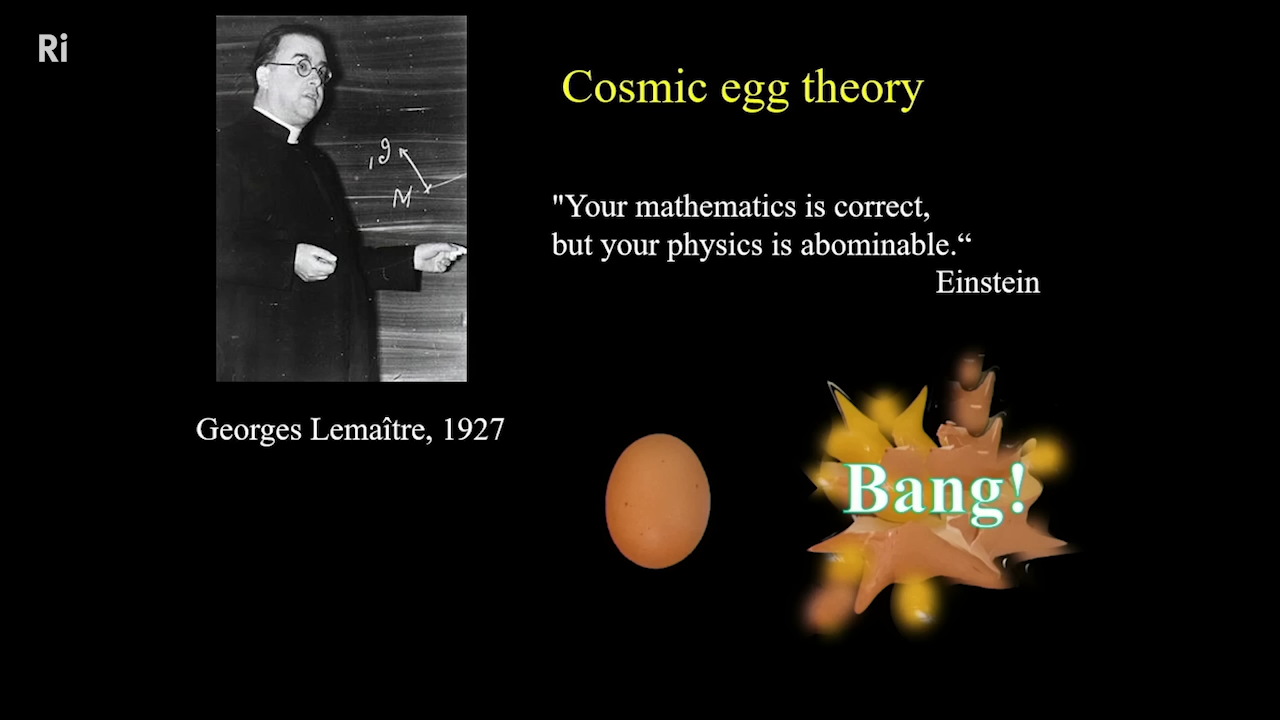 Ri
Cosmic egg theory
"Your mathematics is correct,
but your physics is abominable.“
Einstein
g
M
Georges Lemaître, 1927
Bang!